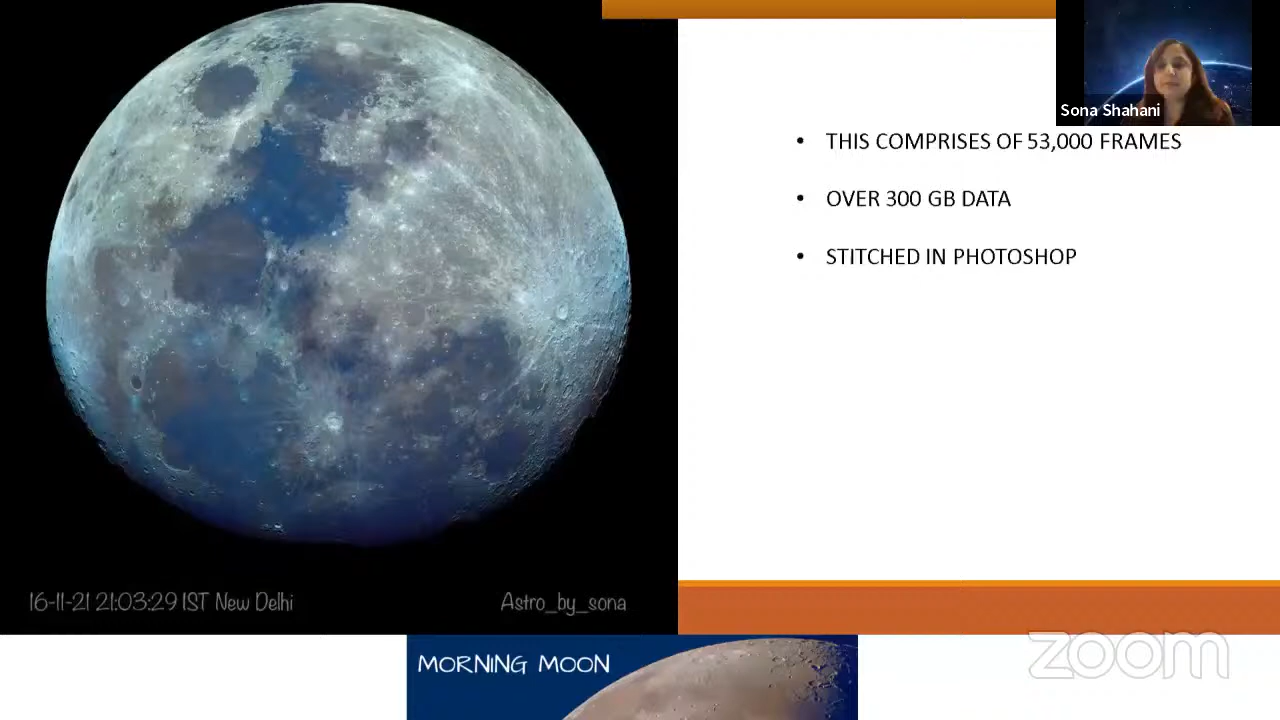 Sona Shahani
• THIS COMPRISES OF 53,000 FRAMES
• OVER 300 GB DATA
• STITCHED IN PHOTOSHOP
16-11-21 21:03:29 IST New Delhi
Astro_by_sona
MORNING MOON
zoom